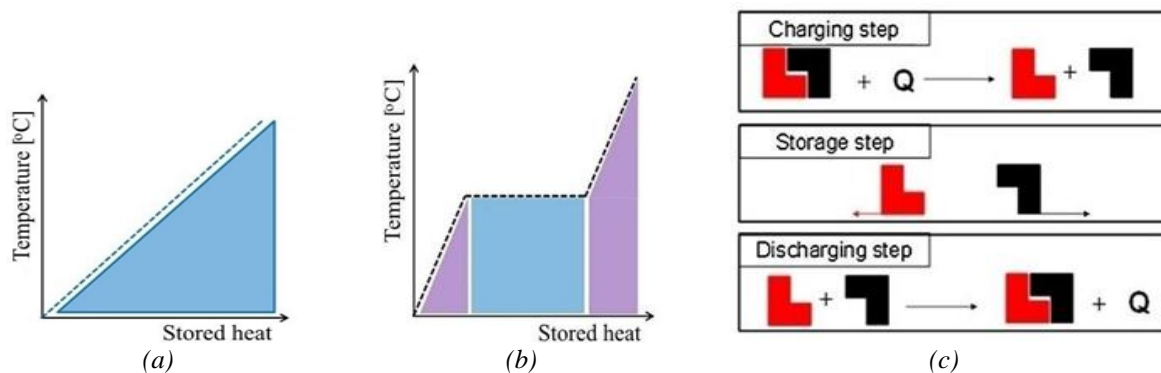 Temperature [°C]
Stored heat
(a)
Temperature [°C]
Stored heat
(b)
Charging step
+ Q +
Storage step
Discharging step
+ + Q
(c)